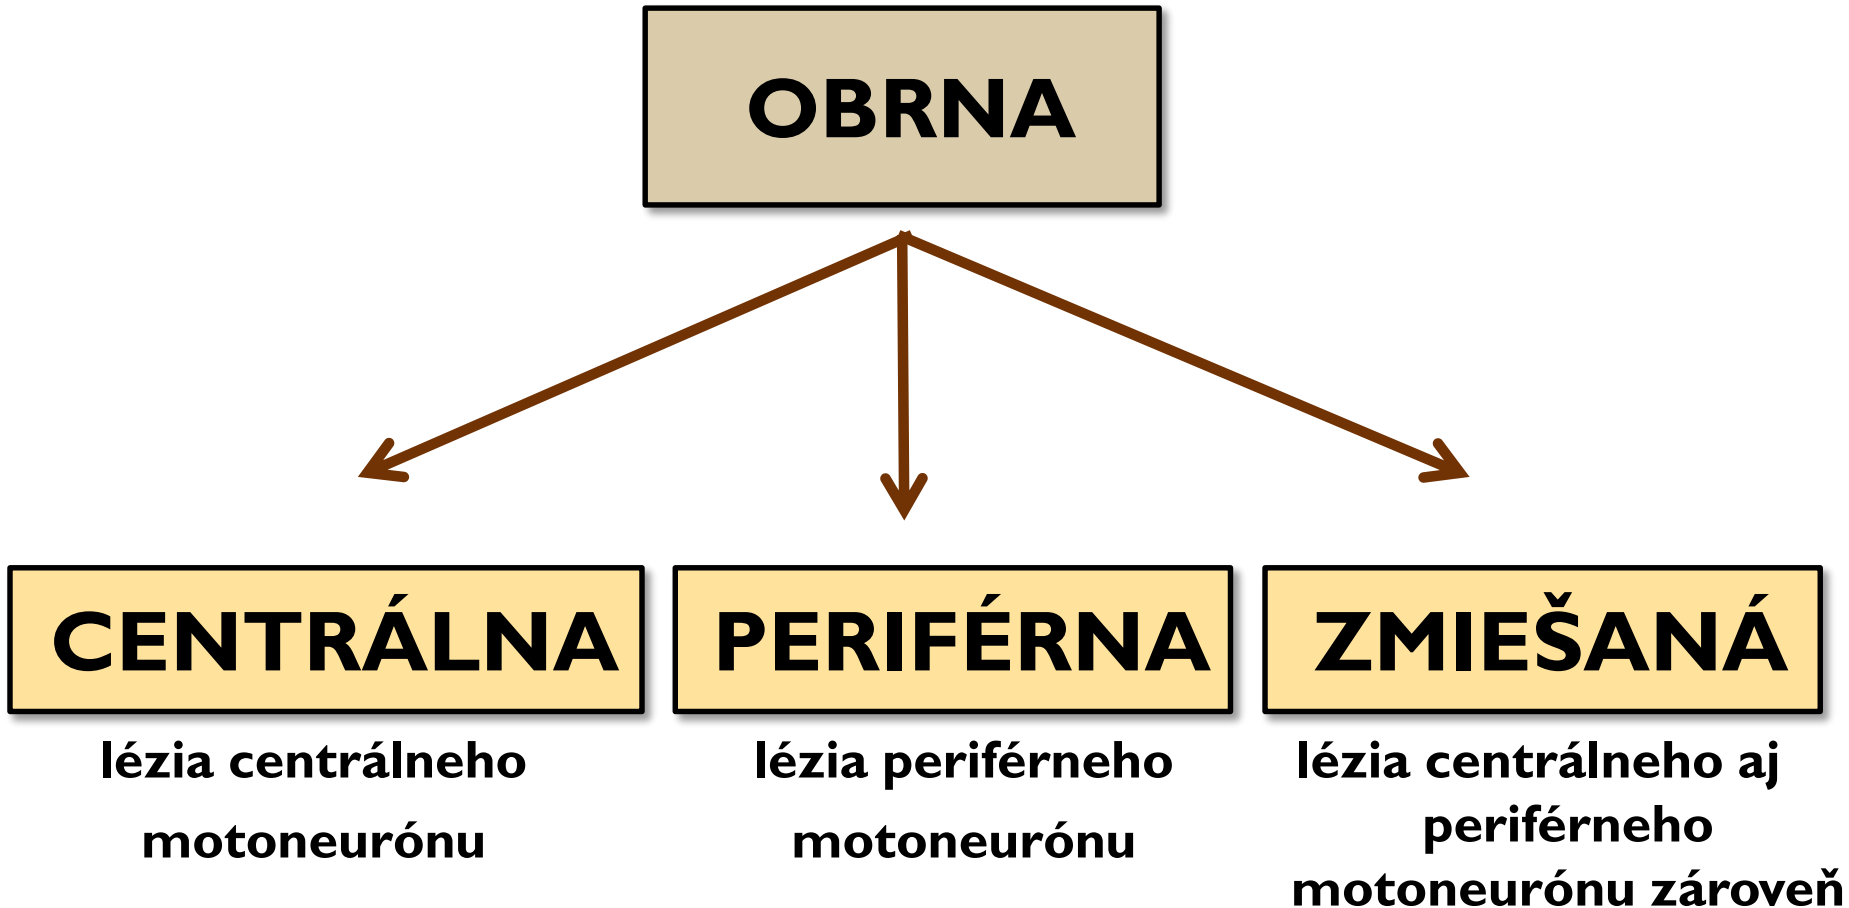 OBRNA
CENTRÁLNA
PERIFÉRNA
ZMIEŠANÁ
lézia centrálneho
motoneurónu
lézia periférneho
motoneurónu
lézia centrálneho aj
periférneho
motoneurónu zároveň